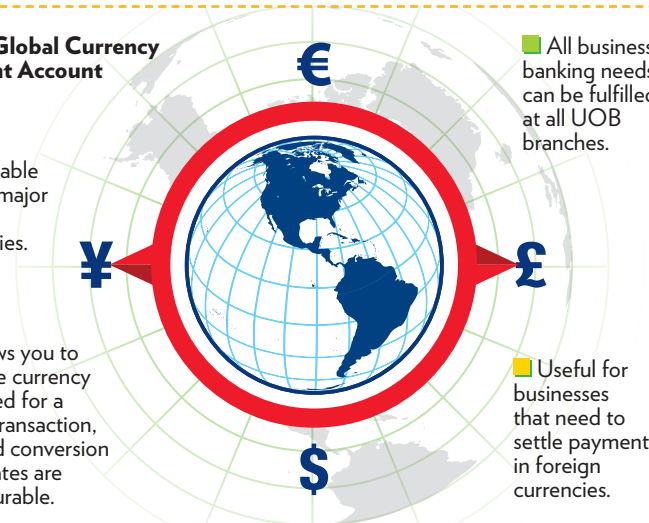 Global Currency
nt Account
able
major
ies.
ws you to
e currency
ed for a
ransaction,
d conversion
tes are
urable.
€
¥
£
$
All business
banking needs
can be fulfilled
at all UOB
branches.
Useful for
businesses
that need to
settle payment
in foreign
currencies.